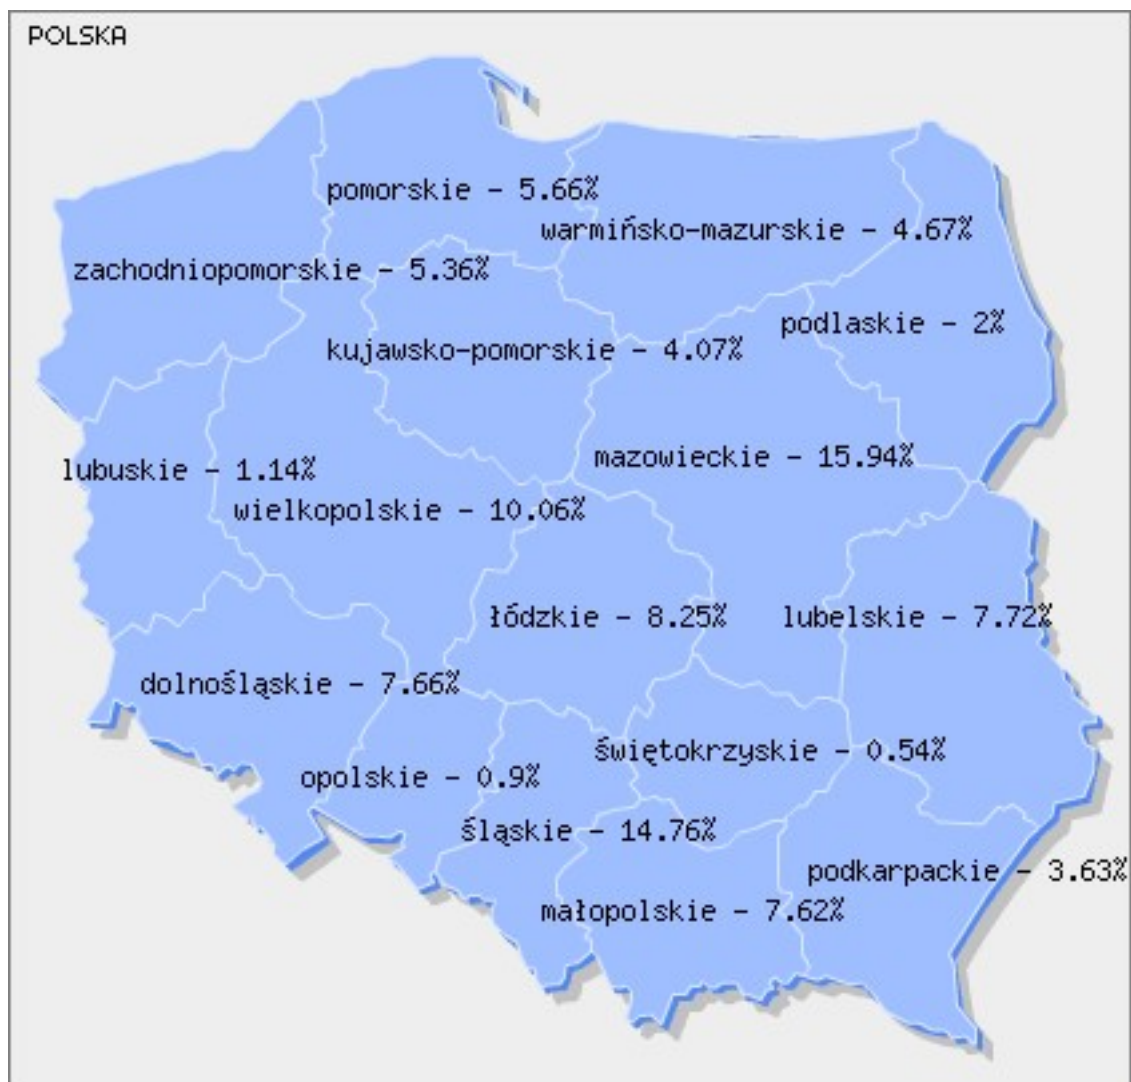 POLSKA
pomorskie - 5.66%
warmińsko-mazurskie - 4.67%
zachodniopomorskie - 5.36%
podlaskie - 2%
kujawsko-pomorskie - 4.07%
mazowieckie - 15.94%
lubuskie - 1.14%
wielkopolskie - 10.06%
łódzkie - 8.25%
lubelskie - 7.72%
dolnośląskie - 7.66%
świętokrzyskie - 0.54%
opolskie - 0.9%
śląskie - 14.76%
podkarpackie - 3.63%
małopolskie - 7.62%